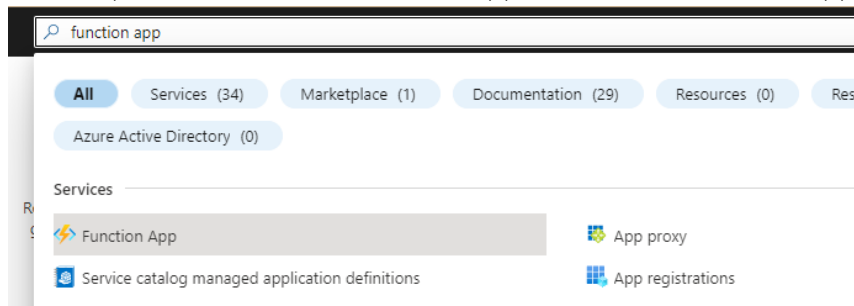 function app
All Services (34) Marketplace (1) Documentation (29) Resources (0) Res
Azure Active Directory (0)
Services
Function App App proxy
Service catalog managed application definitions App registrations